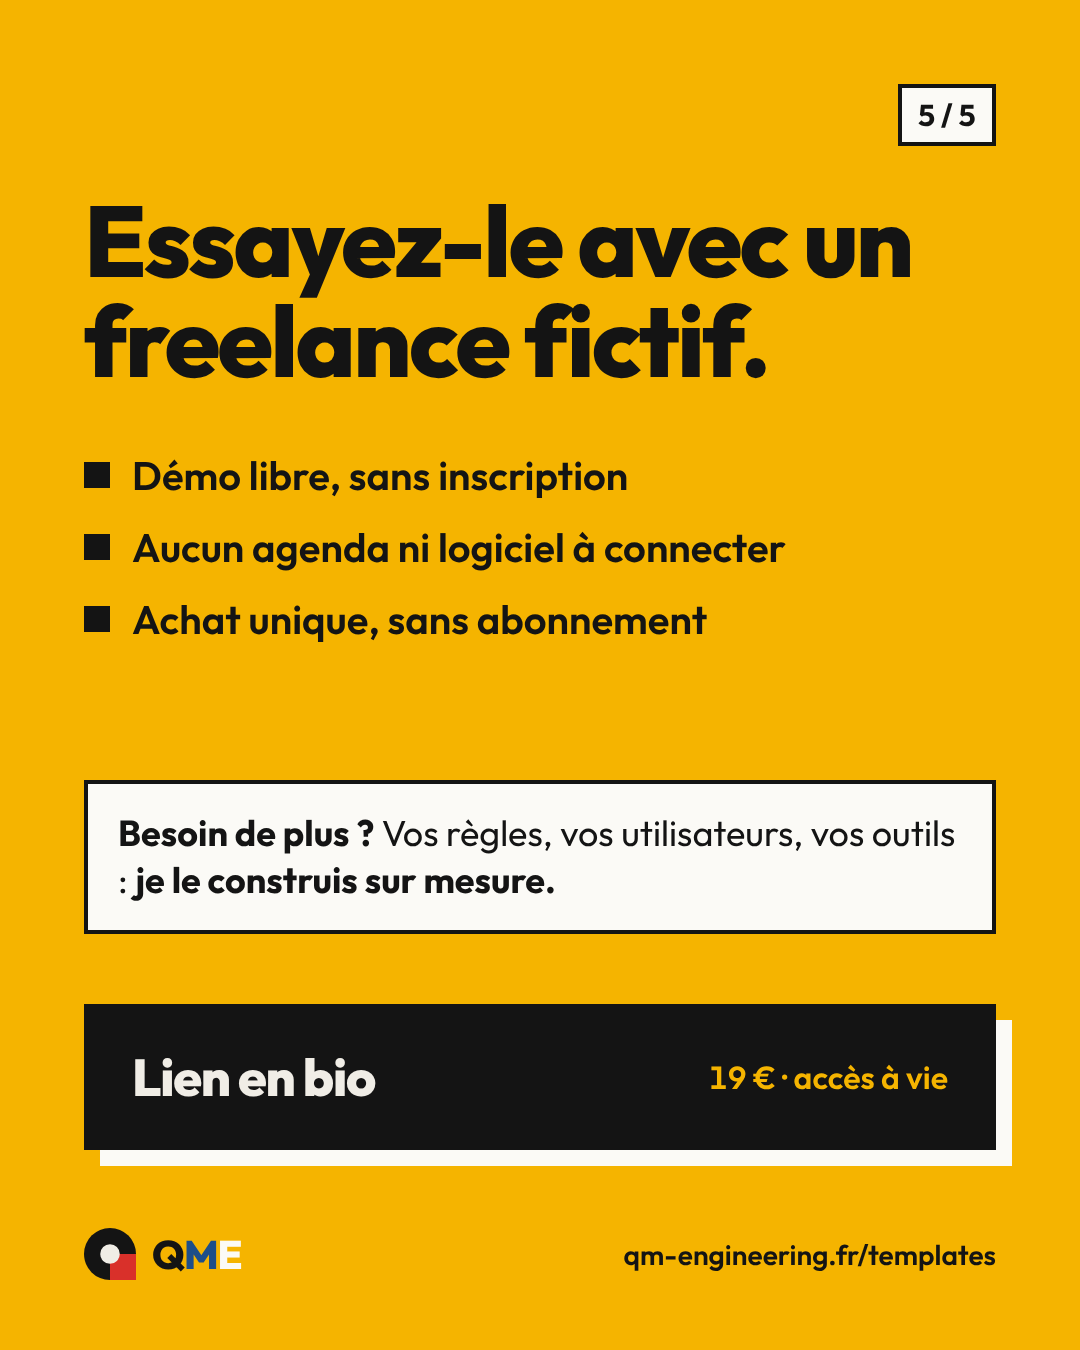 5 / 5
Essayez-le avec un
freelance fictif.
Démo libre, sans inscription
Aucun agenda ni logiciel à connecter
Achat unique, sans abonnement
Besoin de plus ? Vos règles, vos utilisateurs, vos outils
: je le construis sur mesure.
Lien en bio
19 € · accès à vie
QME
qm-engineering.fr/templates